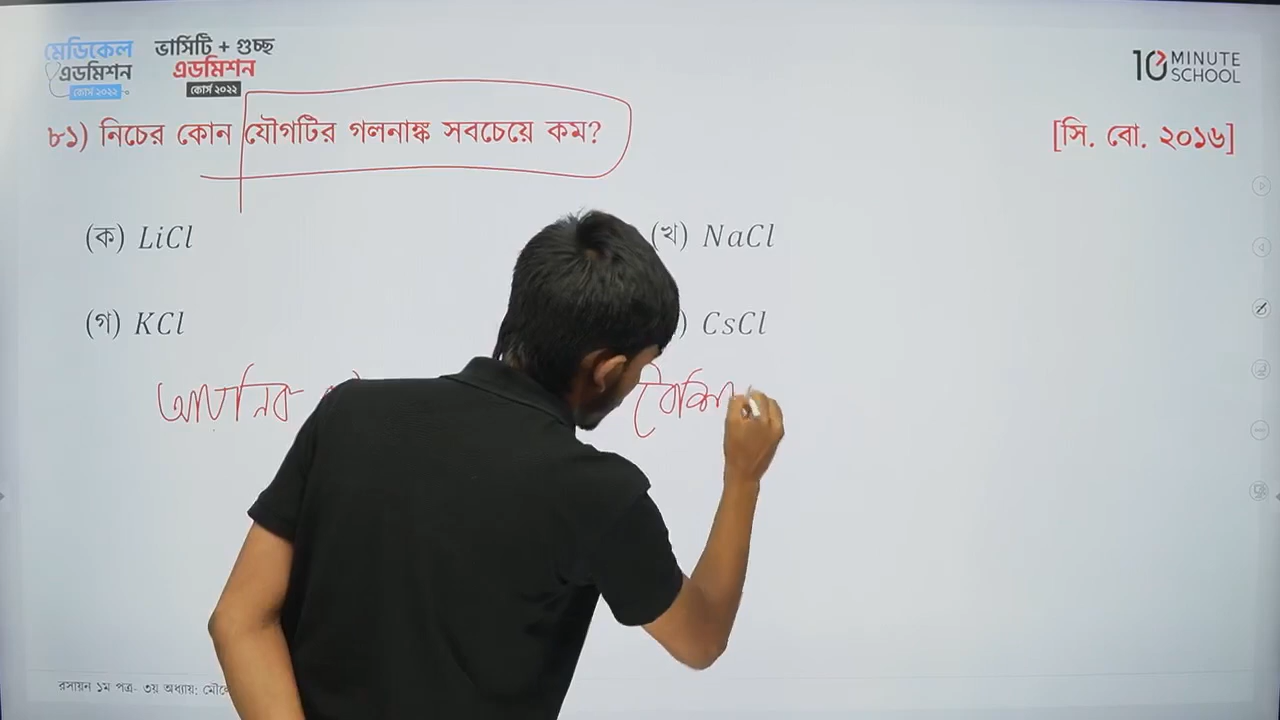 মেডিকেল
এডমিশন
কোর্স ২০২২
ভার্সিটি + গুচ্ছ
এডমিশন
কোর্স ২০২২
10 MINUTE SCHOOL
৮১) নিচের কোন যৌগটির গলনাঙ্ক সবচেয়ে কম?
[সি. বো. ২০১৬]
(ক) LiCl
(খ) NaCl
(গ) KCl
) CsCl
আয়নিক
রসায়ন ১ম পত্র- ৩য় অধ্যায়: